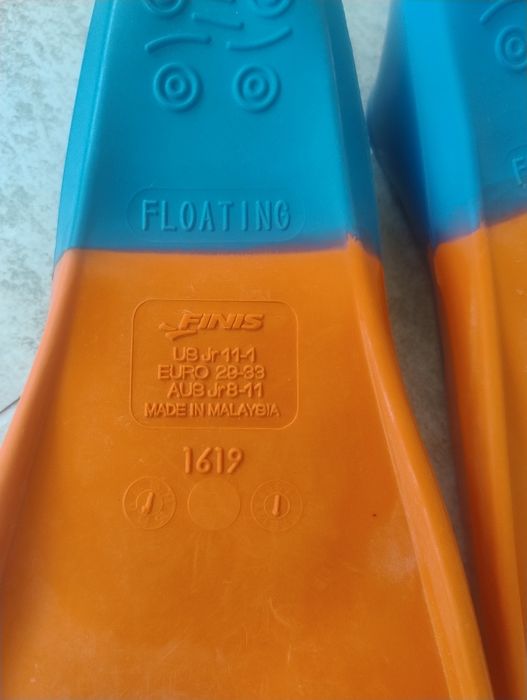 FLOATING
FINIS
US Jr 11-1
EURO 29-33
AUS Jr 8-11
MADE IN MALAYSIA
1619